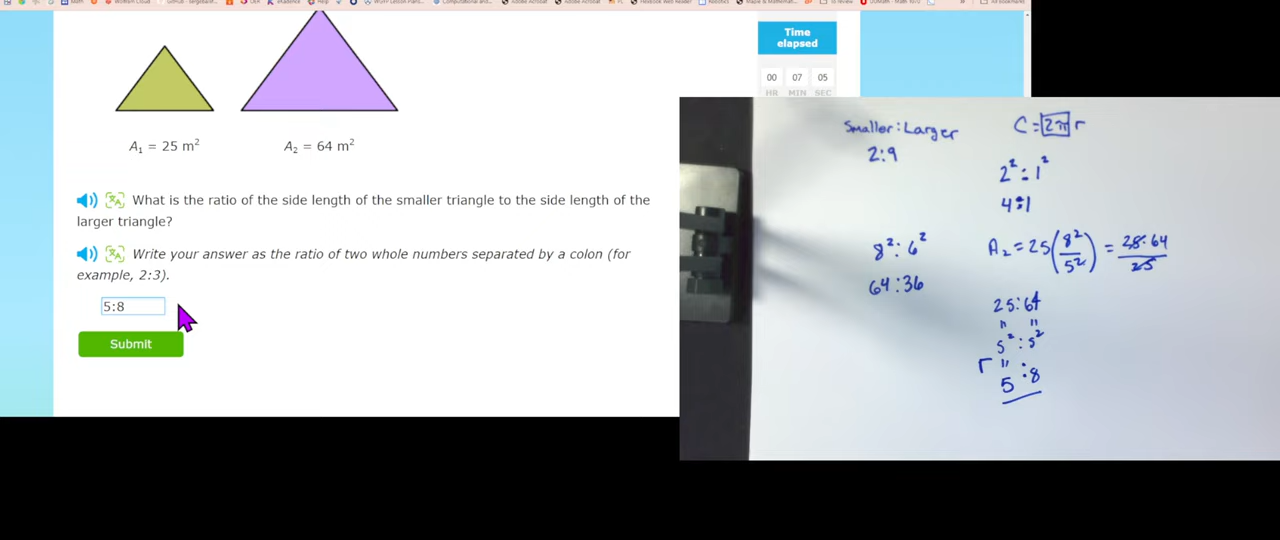 Time
elapsed
00 07 05
HR MIN SEC
A₁ = 25 m²
A₂ = 64 m²
What is the ratio of the side length of the smaller triangle to the side length of the
larger triangle?
Write your answer as the ratio of two whole numbers separated by a colon (for
example, 2:3).
5:8
Submit
Smaller:Larger
2:9
8²:6²
64:36
C = 2π r
2²:1²
4:1
A₂ = 25(8²/5²) = 25·64/25
25:64
" "
5²:5²
r " :
5:8